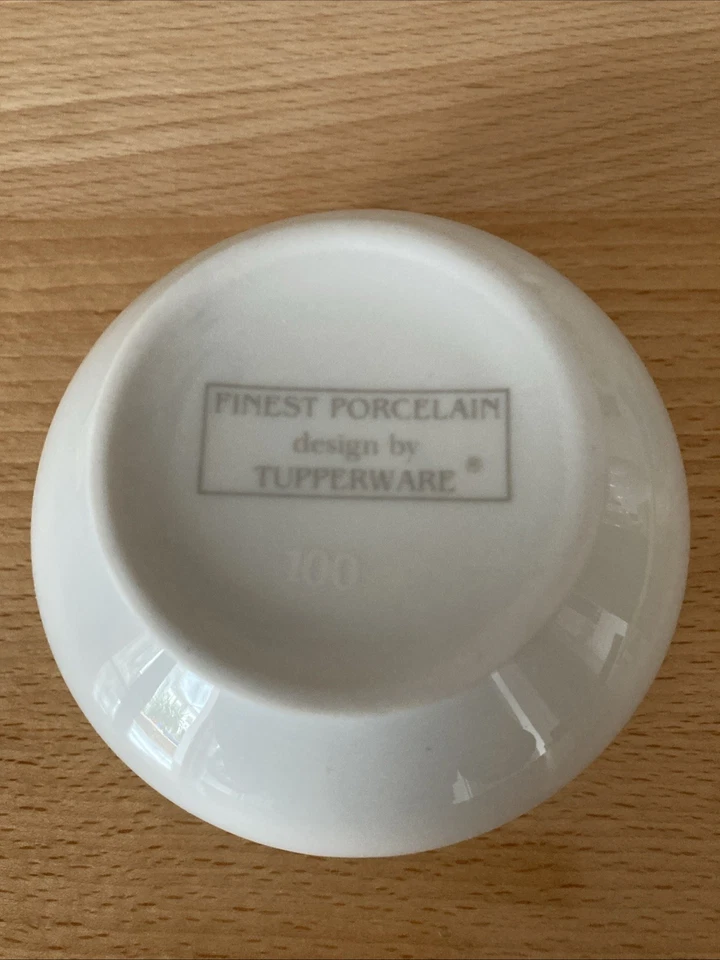 FINEST PORCELAIN
design by
TUPPERWARE ®
100